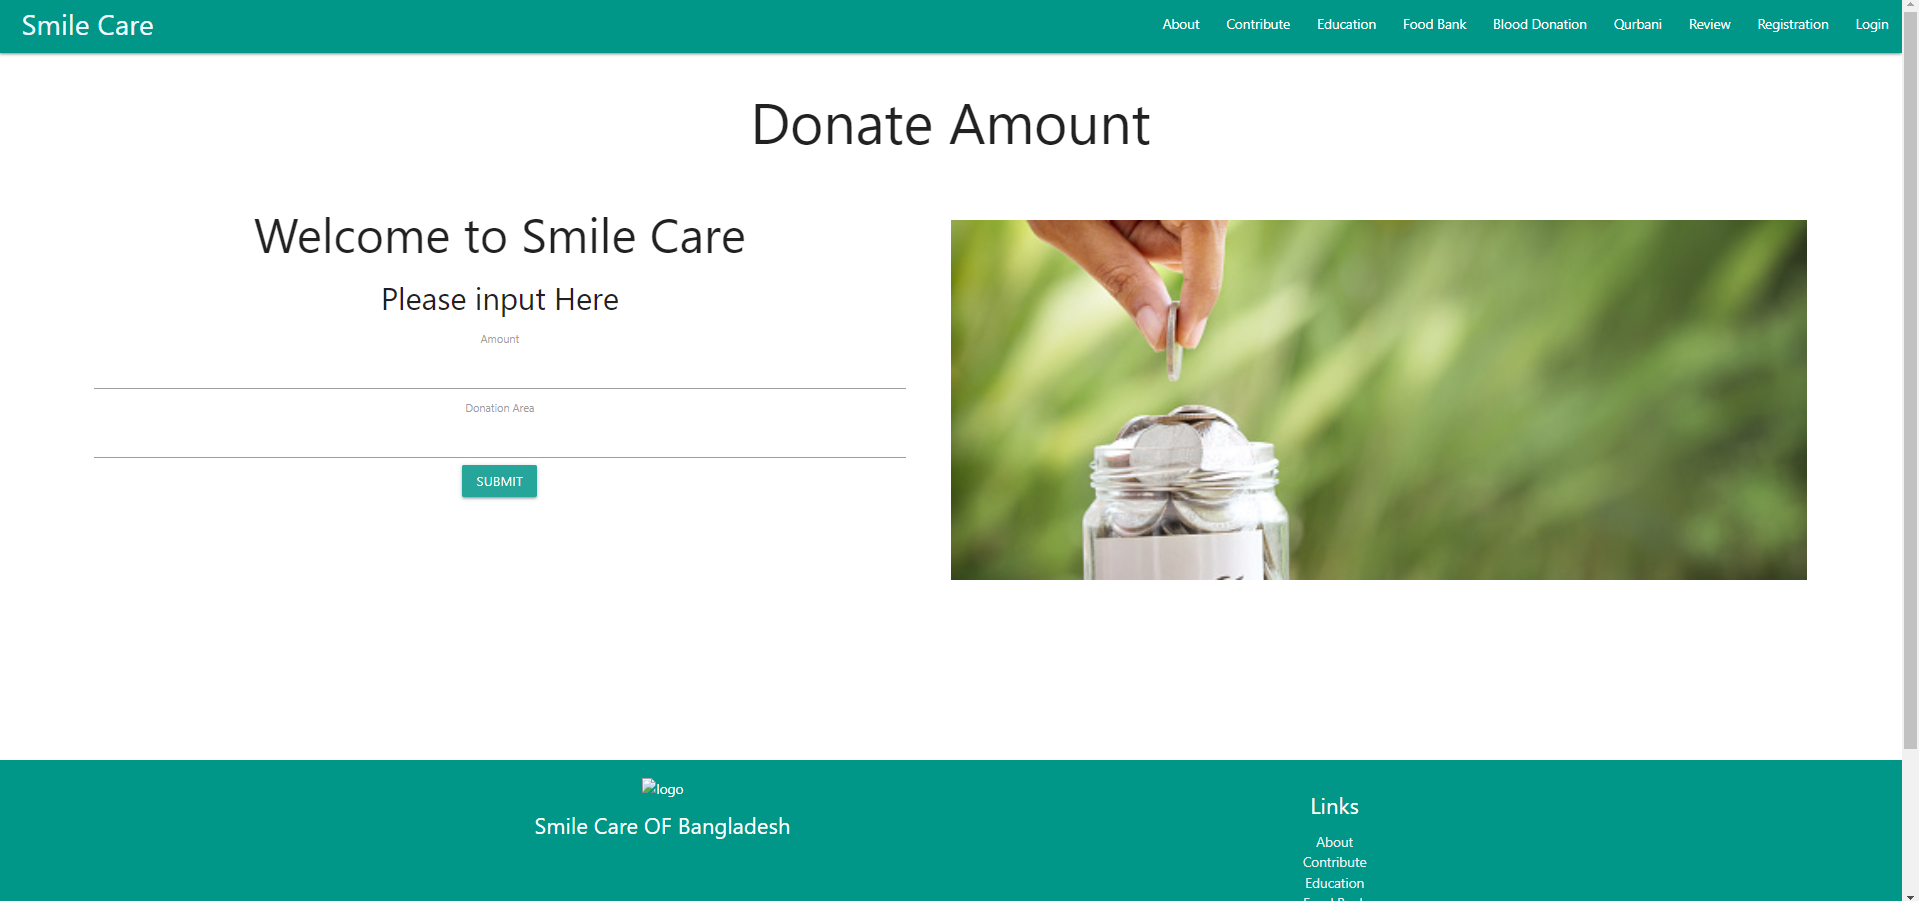 Smile Care
About Contribute Education Food Bank Blood Donation Qurbani Review Registration Login
Donate Amount
Welcome to Smile Care
Please input Here
Amount
Donation Area
SUBMIT
logo
Smile Care OF Bangladesh
Links
About
Contribute
Education